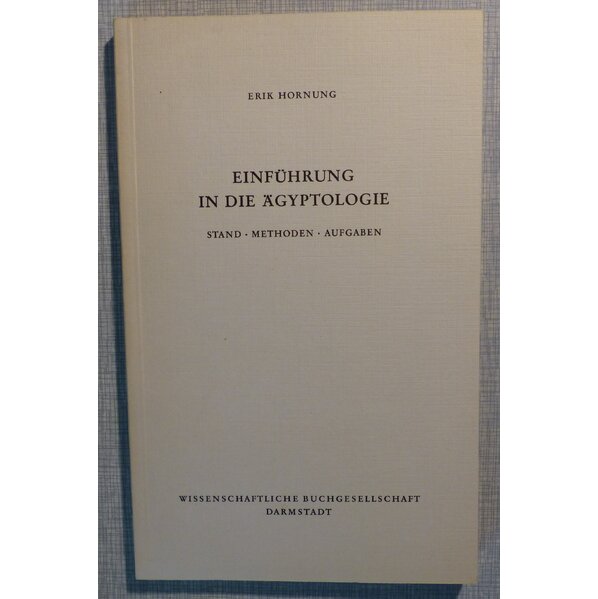 ERIK HORNUNG
EINFÜHRUNG
IN DIE ÄGYPTOLOGIE
STAND · METHODEN · AUFGABEN
WISSENSCHAFTLICHE BUCHGESELLSCHAFT
DARMSTADT